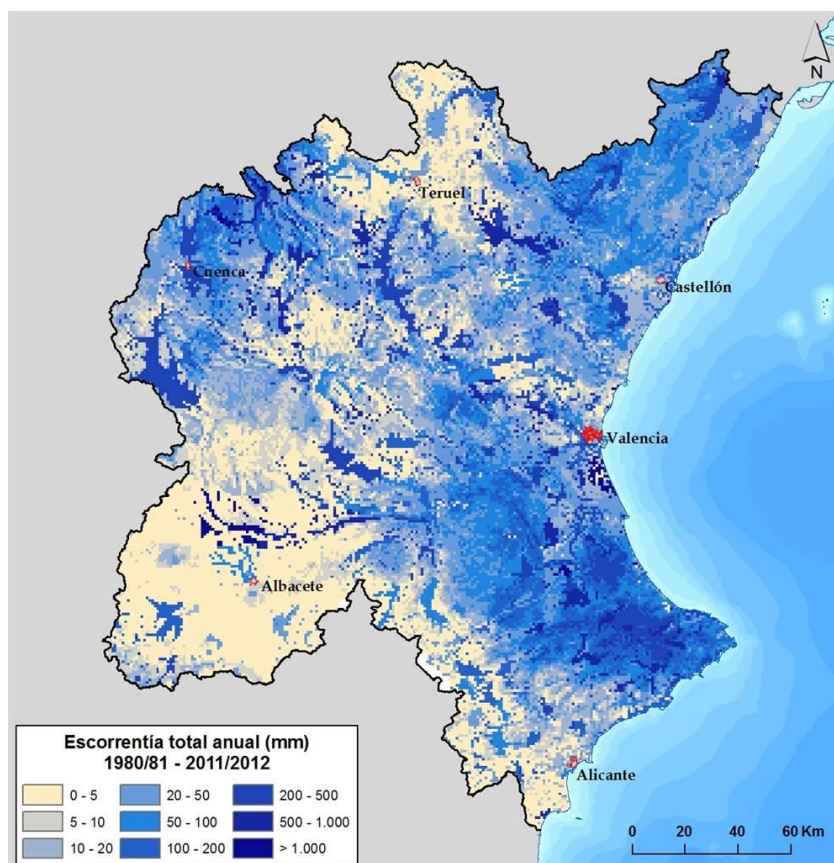 N
Teruel
Cuenca
Castellón
Valencia
Albacete
Alicante
Escorrentía total anual (mm)
1980/81 - 2011/2012
0 - 5 20 - 50 200 - 500
5 - 10 50 - 100 500 - 1.000
10 - 20 100 - 200 > 1.000
0 20 40 60 Km